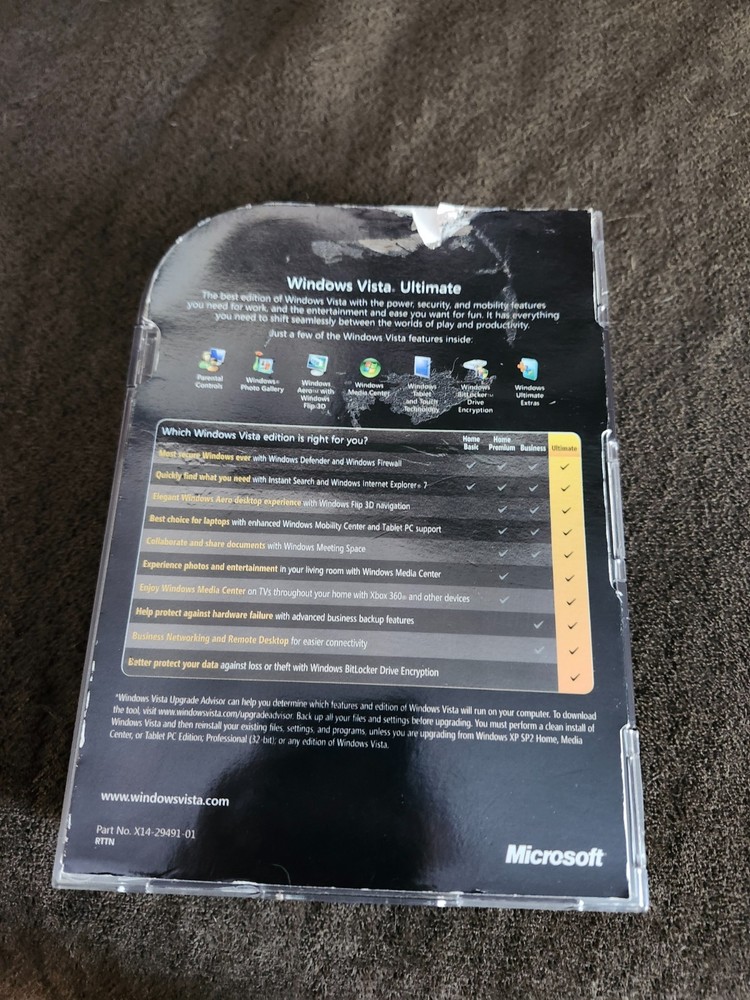 Windows Vista® Ultimate
The best edition of Windows Vista with the power, security, and mobility features
you need for work, and the entertainment and ease you want for fun. It has everything
you need to shift seamlessly between the worlds of play and productivity.
Just a few of the Windows Vista features inside:
Parental
Controls
Windows®
Photo Gallery
Windows
Aero™ with
Windows
Flip 3D
Windows
Media Center
Windows
Tablet
and Touch
Technology
Windows
BitLocker™
Drive
Encryption
Windows
Ultimate
Extras
Which Windows Vista edition is right for you? Home Basic Home Premium Business Ultimate
Most secure Windows ever with Windows Defender and Windows Firewall ✓ ✓ ✓ ✓
Quickly find what you need with Instant Search and Windows Internet Explorer® 7 ✓ ✓ ✓ ✓
Elegant Windows Aero desktop experience with Windows Flip 3D navigation ✓ ✓ ✓
Best choice for laptops with enhanced Windows Mobility Center and Tablet PC support ✓ ✓ ✓
Collaborate and share documents with Windows Meeting Space ✓ ✓ ✓
Experience photos and entertainment in your living room with Windows Media Center ✓ ✓
Enjoy Windows Media Center on TVs throughout your home with Xbox 360® and other devices ✓ ✓
Help protect against hardware failure with advanced business backup features ✓ ✓
Business Networking and Remote Desktop for easier connectivity ✓ ✓
Better protect your data against loss or theft with Windows BitLocker Drive Encryption ✓
*Windows Vista Upgrade Advisor can help you determine which features and edition of Windows Vista will run on your computer. To download
the tool, visit www.windowsvista.com/upgradeadvisor. Back up all your files and settings before upgrading. You must perform a clean install of
Windows Vista and then reinstall your existing files, settings, and programs, unless you are upgrading from Windows XP SP2 Home, Media
Center, or Tablet PC Edition; Professional (32-bit); or any edition of Windows Vista.
www.windowsvista.com
Part No. X14-29491-01
RTTN
Microsoft®